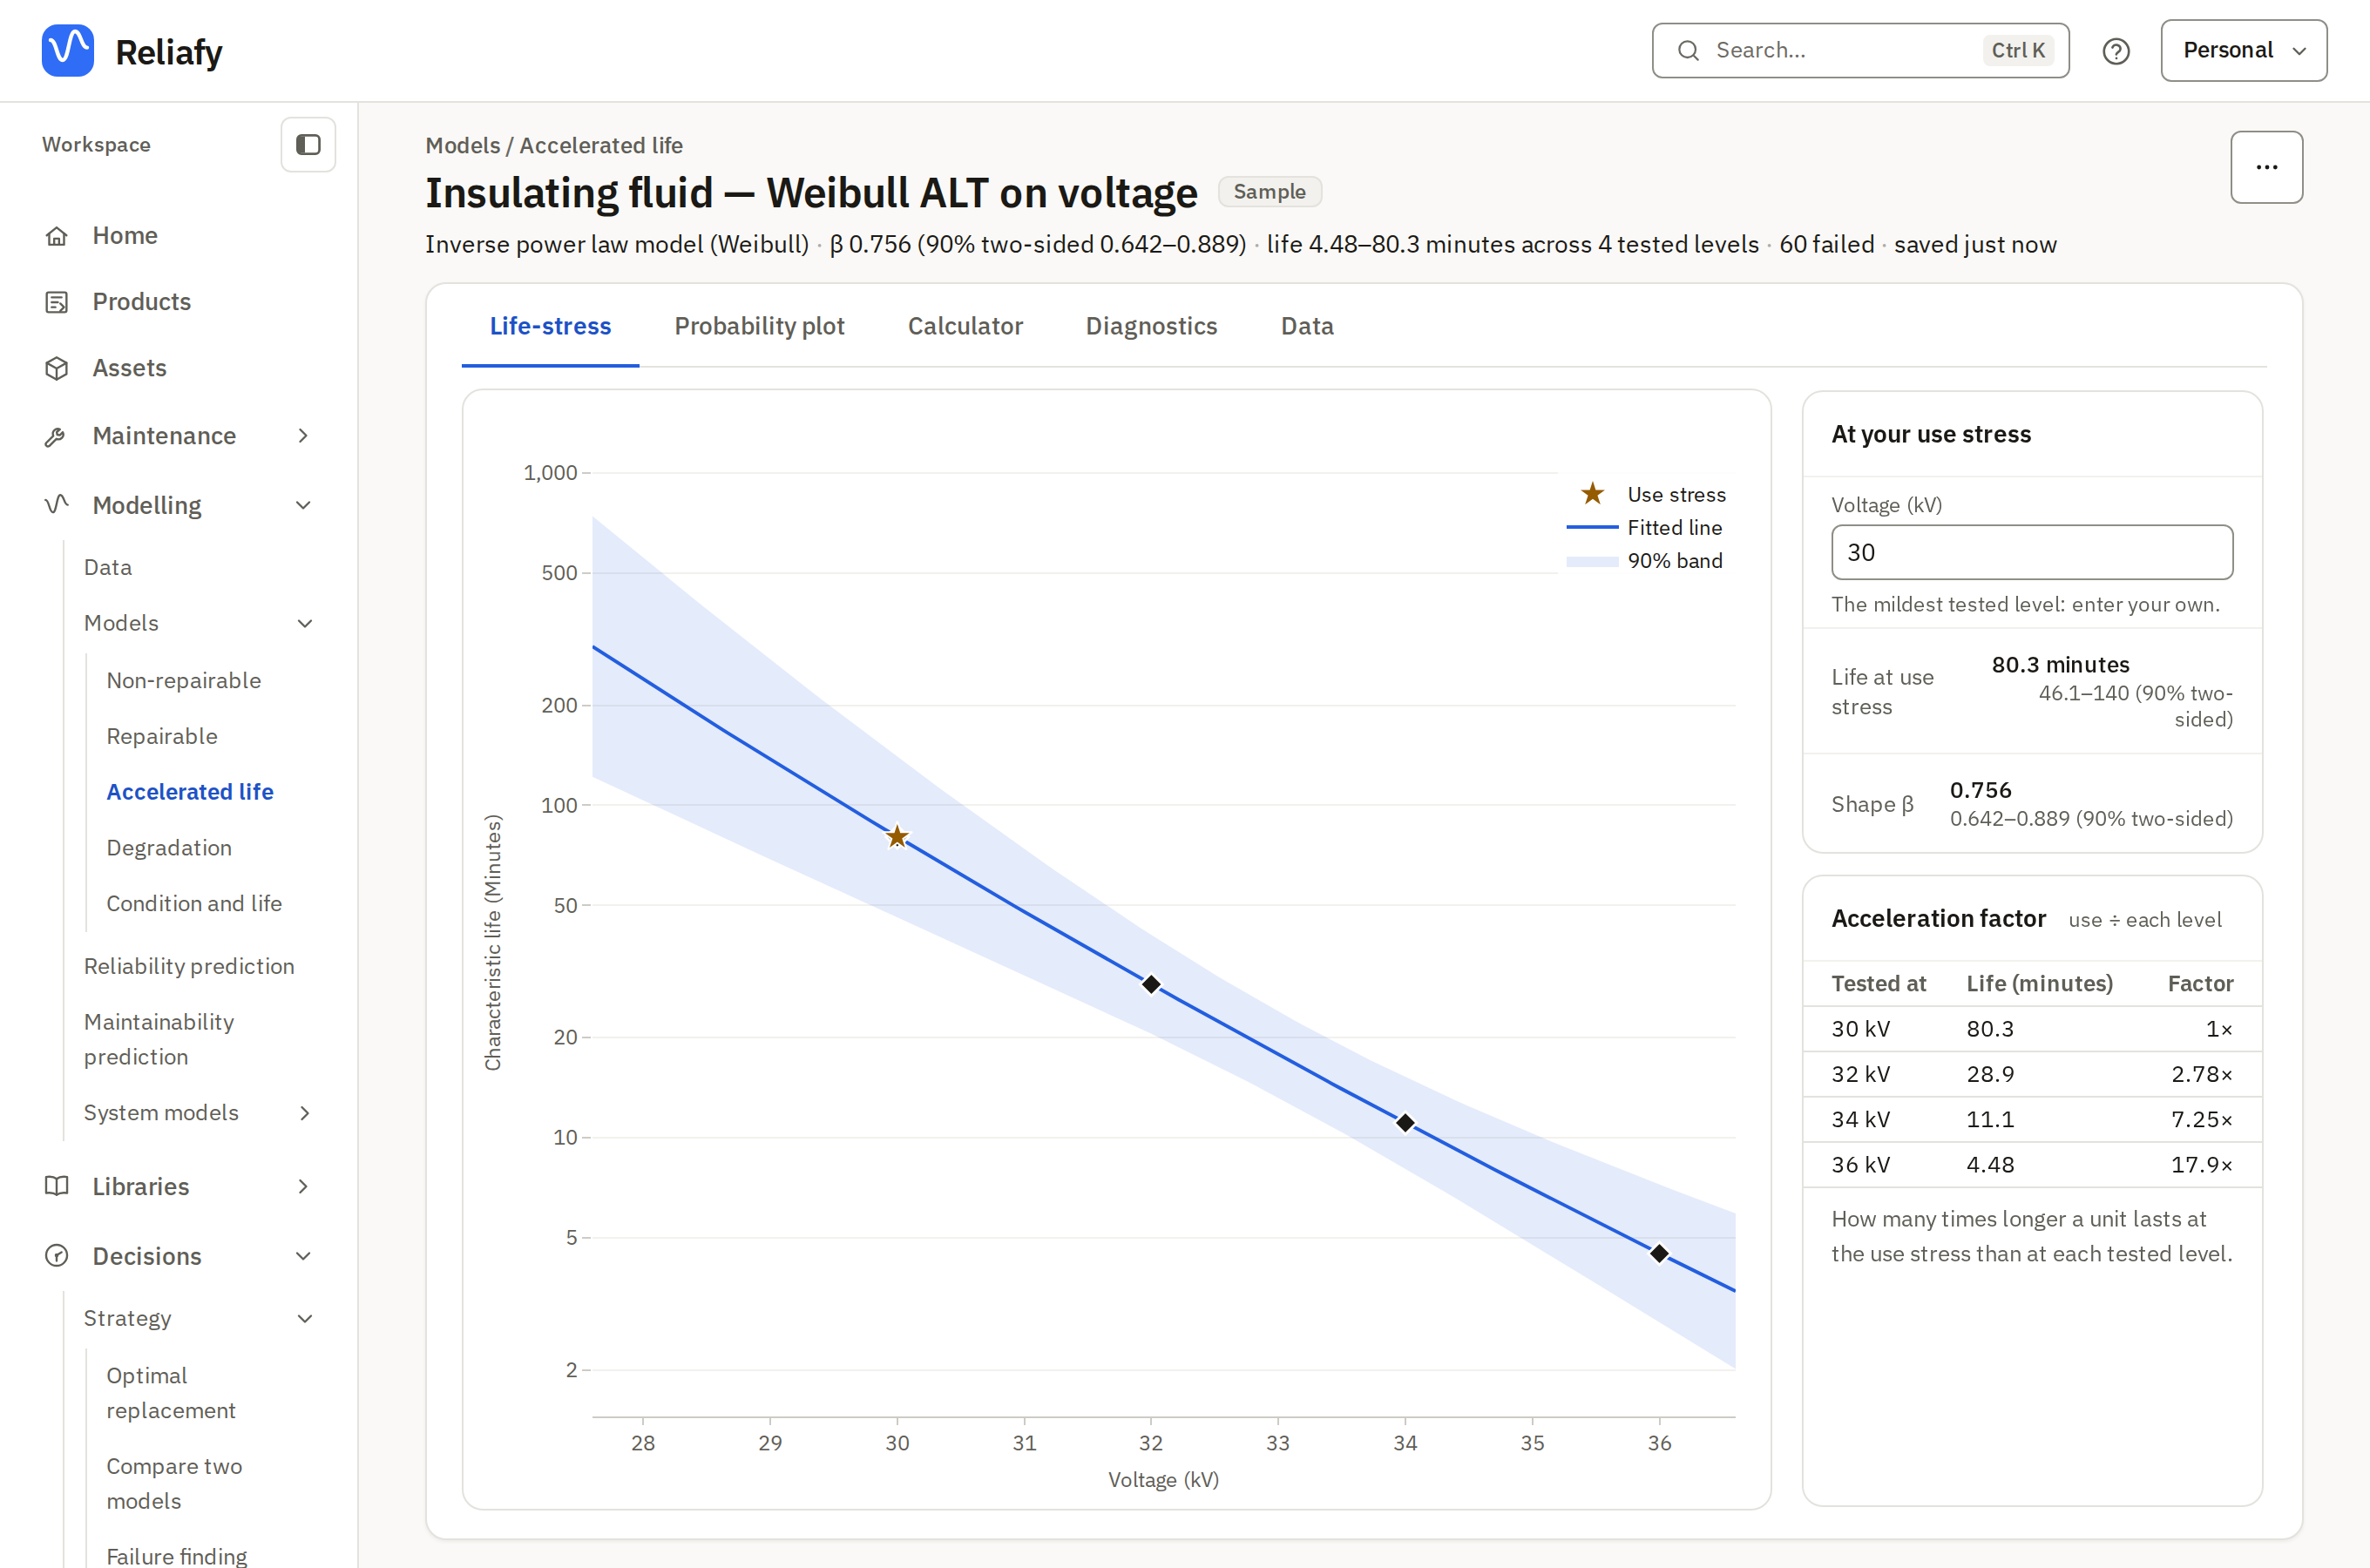 Reliafy
Search...
Ctrl K
Personal
Workspace
Home
Products
Assets
Maintenance
Modelling
Data
Models
Non-repairable
Repairable
Accelerated life
Degradation
Condition and life
Reliability prediction
Maintainability
prediction
System models
Libraries
Decisions
Strategy
Optimal
replacement
Compare two
models
Failure finding
Models / Accelerated life
Insulating fluid — Weibull ALT on voltage
Sample
Inverse power law model (Weibull) · β 0.756 (90% two-sided 0.642–0.889) · life 4.48–80.3 minutes across 4 tested levels · 60 failed · saved just now
Life-stress
Probability plot
Calculator
Diagnostics
Data
Use stress
Fitted line
90% band
Characteristic life (Minutes)
1,000
500
200
100
50
20
10
5
2
28 29 30 31 32 33 34 35 36
Voltage (kV)
At your use stress
Voltage (kV)
30
The mildest tested level: enter your own.
Life at use
stress
80.3 minutes
46.1–140 (90% two-
sided)
Shape β
0.756
0.642–0.889 (90% two-sided)
Acceleration factor use ÷ each level
Tested at Life (minutes) Factor
30 kV 80.3 1×
32 kV 28.9 2.78×
34 kV 11.1 7.25×
36 kV 4.48 17.9×
How many times longer a unit lasts at
the use stress than at each tested level.